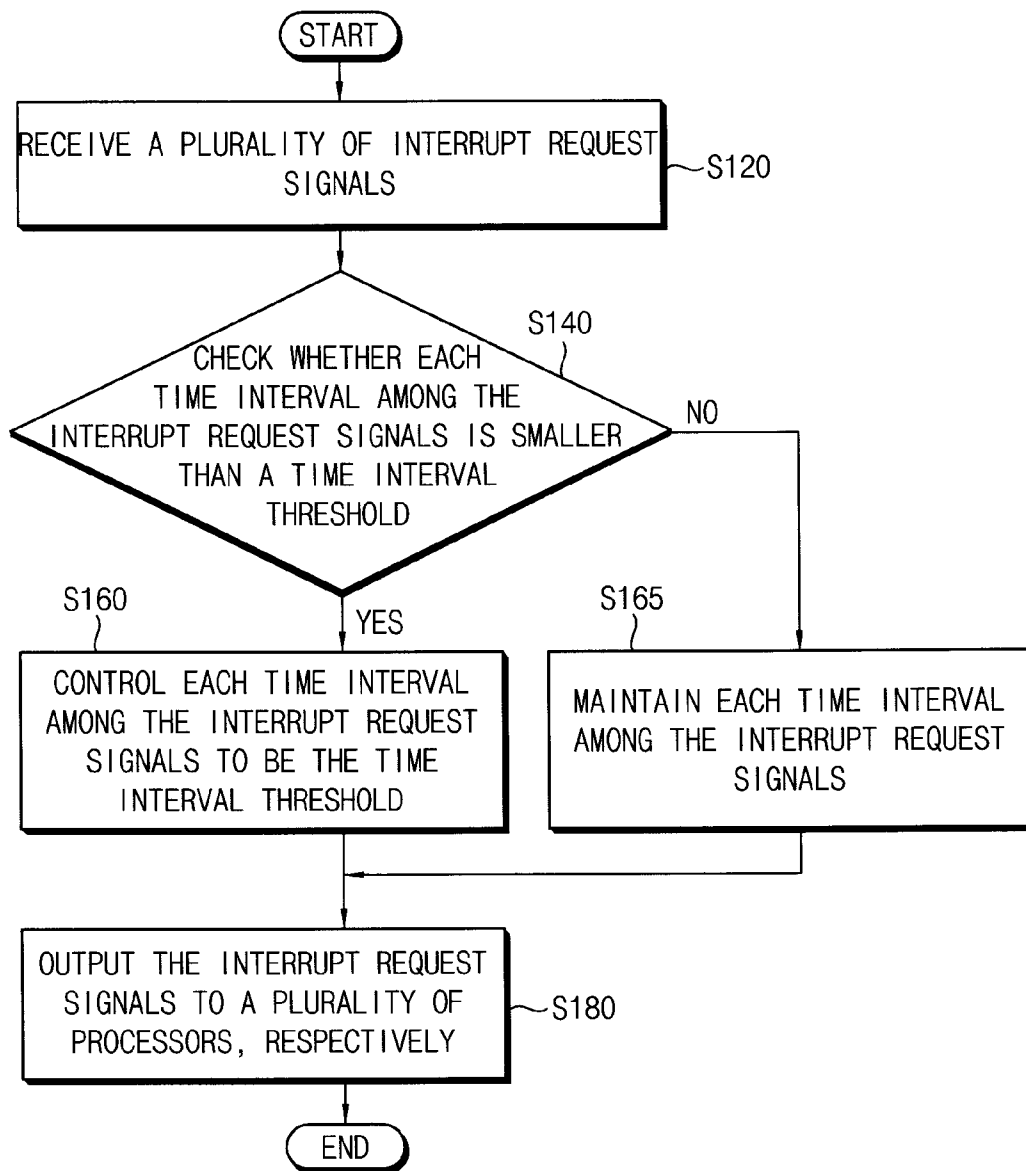 START
RECEIVE A PLURALITY OF INTERRUPT REQUEST
SIGNALS
S120
S140
CHECK WHETHER EACH
TIME INTERVAL AMONG THE
INTERRUPT REQUEST SIGNALS IS SMALLER
THAN A TIME INTERVAL
THRESHOLD
NO
YES
S160
CONTROL EACH TIME INTERVAL
AMONG THE INTERRUPT REQUEST
SIGNALS TO BE THE TIME
INTERVAL THRESHOLD
S165
MAINTAIN EACH TIME INTERVAL
AMONG THE INTERRUPT REQUEST
SIGNALS
OUTPUT THE INTERRUPT REQUEST
SIGNALS TO A PLURALITY OF
PROCESSORS, RESPECTIVELY
S180
END